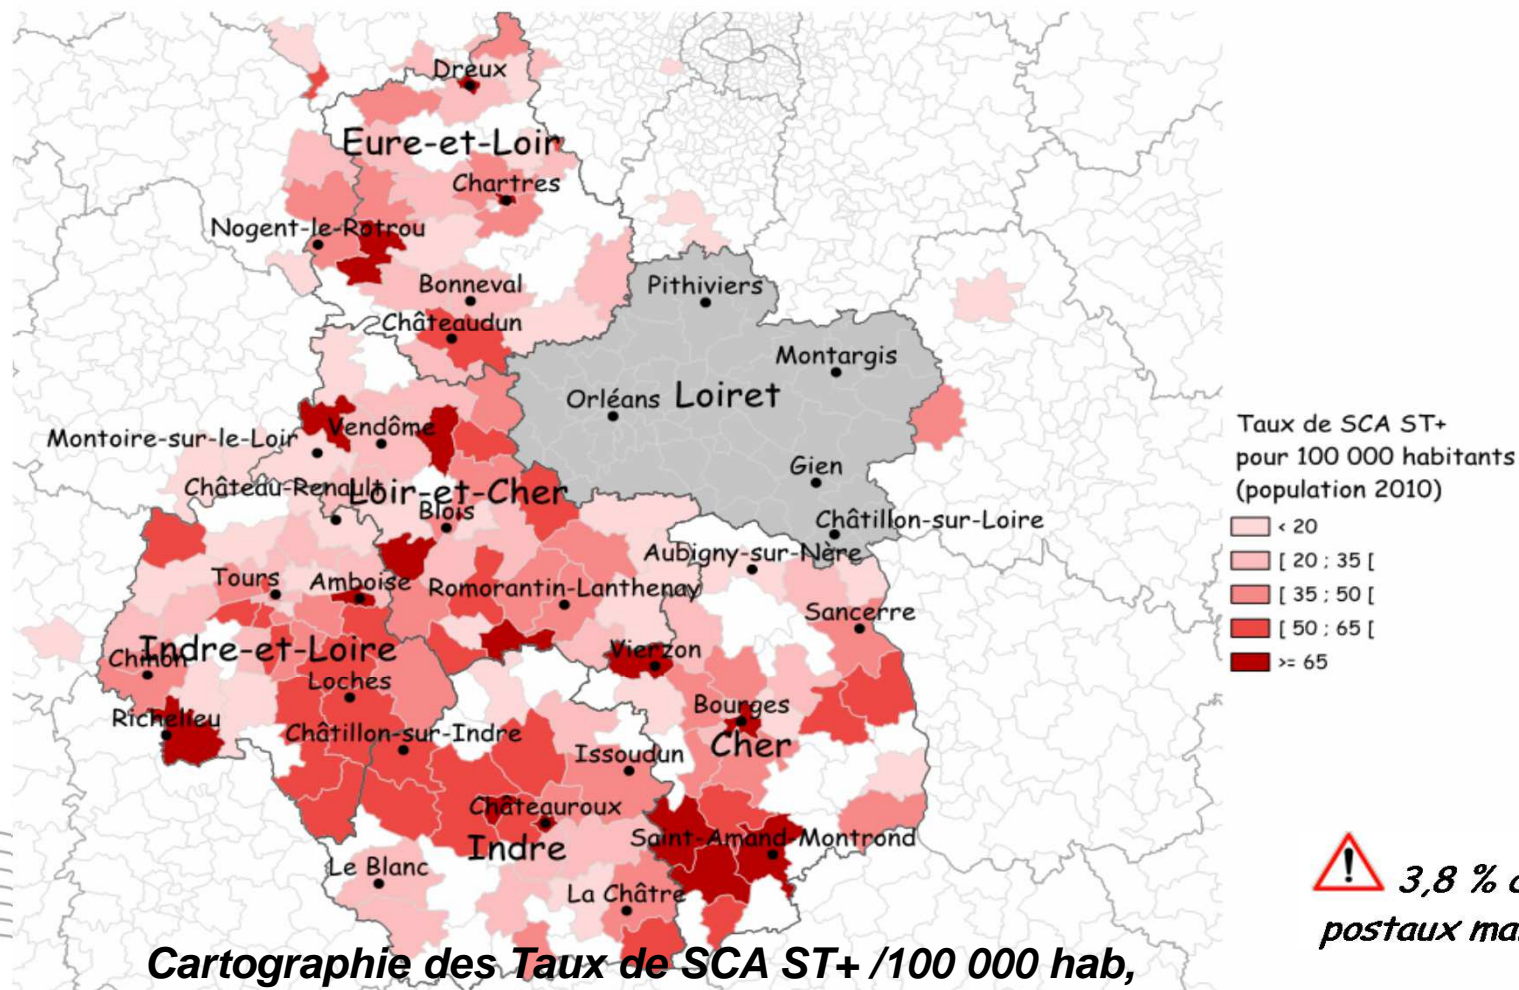 Dreux
Eure-et-Loir
Chartres
Nogent-le-Rotrou
Bonneval
Pithiviers
Châteaudun
Montargis
Orléans Loiret
Vendôme
Montoire-sur-le-Loir
Gien
Château-Renault
Loir-et-Cher
Blois
Châtillon-sur-Loire
Aubigny-sur-Nère
Tours
Amboise
Romorantin-Lanthenay
Sancerre
Indre-et-Loire
Chinon
Vierzon
Loches
Bourges
Richelieu
Châtillon-sur-Indre
Cher
Issoudun
Châteauroux
Saint-Amand-Montrond
Indre
Le Blanc
La Châtre
Taux de SCA ST+
pour 100 000 habitants
(population 2010)
< 20
[ 20 ; 35 [
[ 35 ; 50 [
[ 50 ; 65 [
>= 65
3,8 %
postaux
Cartographie des Taux de SCA ST+ /100 000 hab,